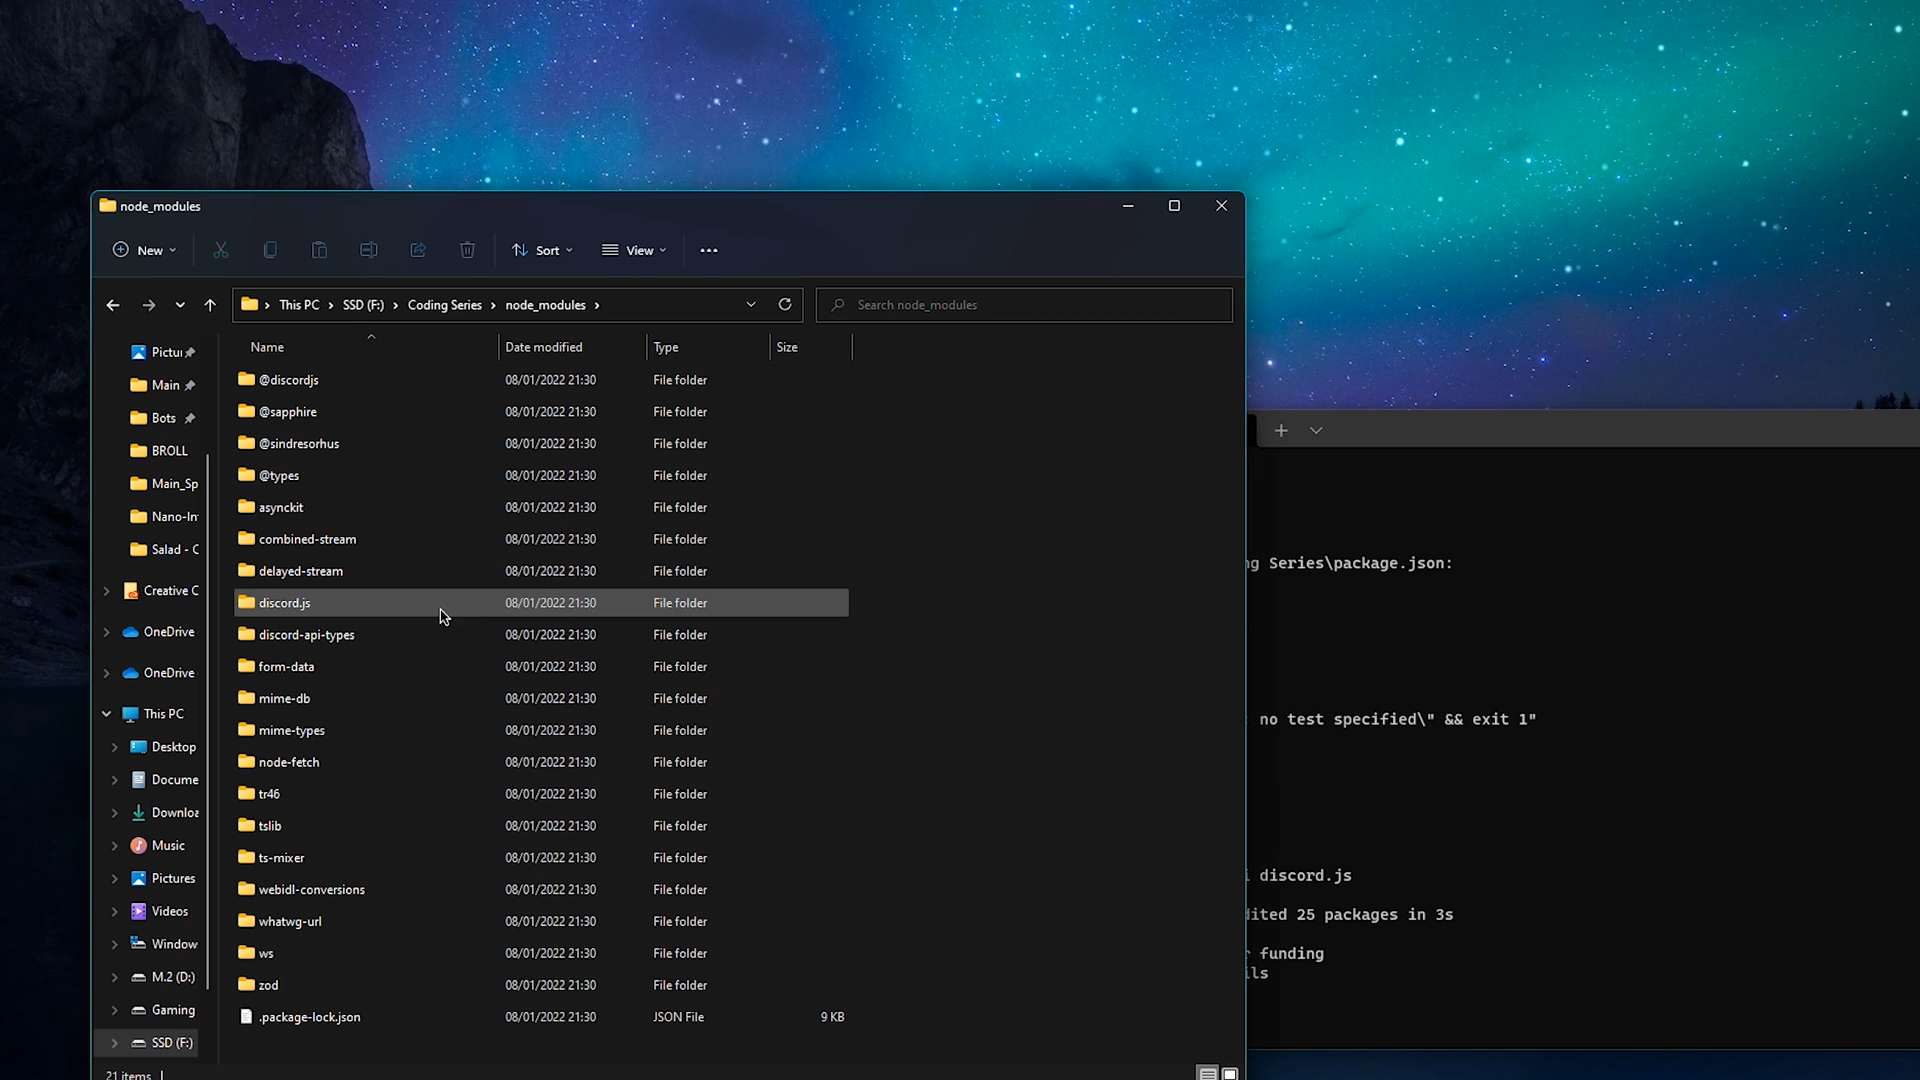 node_modules
New
Sort
View
This PC > SSD (F:) > Coding Series > node_modules >
Search node_modules
Name Date modified Type Size
Pictu
Main
Bots
BROLL
Main_Sp
Nano-In
Salad - C
Creative C
OneDrive
OneDrive
This PC
Desktop
Docume
Downloa
Music
Pictures
Videos
Window
M.2 (D:)
Gaming
SSD (F:)
@discordjs 08/01/2022 21:30 File folder
@sapphire 08/01/2022 21:30 File folder
@sindresorhus 08/01/2022 21:30 File folder
@types 08/01/2022 21:30 File folder
asynckit 08/01/2022 21:30 File folder
combined-stream 08/01/2022 21:30 File folder
delayed-stream 08/01/2022 21:30 File folder
discord.js 08/01/2022 21:30 File folder
discord-api-types 08/01/2022 21:30 File folder
form-data 08/01/2022 21:30 File folder
mime-db 08/01/2022 21:30 File folder
mime-types 08/01/2022 21:30 File folder
node-fetch 08/01/2022 21:30 File folder
tr46 08/01/2022 21:30 File folder
tslib 08/01/2022 21:30 File folder
ts-mixer 08/01/2022 21:30 File folder
webidl-conversions 08/01/2022 21:30 File folder
whatwg-url 08/01/2022 21:30 File folder
ws 08/01/2022 21:30 File folder
zod 08/01/2022 21:30 File folder
.package-lock.json 08/01/2022 21:30 JSON File 9 KB
21 items
Series\package.json:
no test specified\" && exit 1"
discord.js
dited 25 packages in 3s
funding
ls